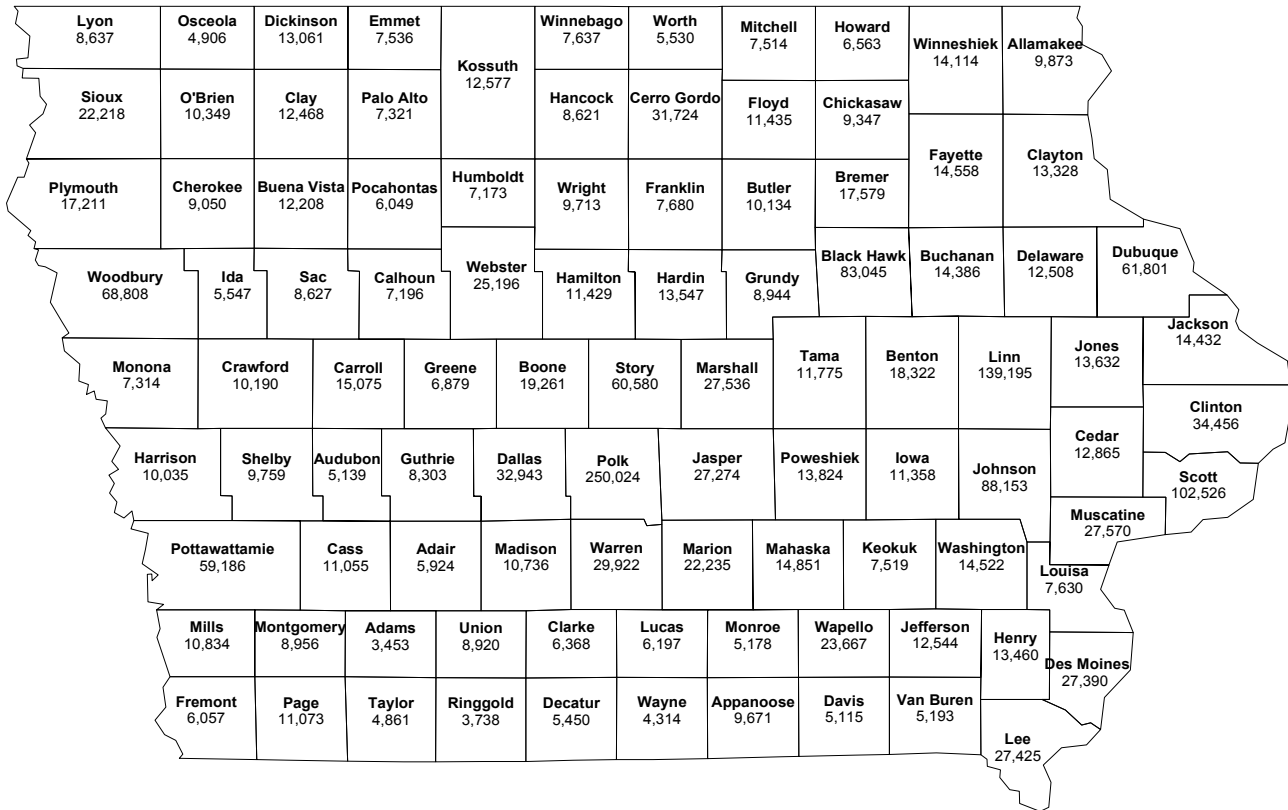 Lyon
8,637
Osceola
4,906
Dickinson
13,061
Emmet
7,536
Kossuth
12,577
Winnebago
7,637
Worth
5,530
Mitchell
7,514
Howard
6,563
Winneshiek
14,114
Allamakee
9,873
Sioux
22,218
O'Brien
10,349
Clay
12,468
Palo Alto
7,321
Hancock
8,621
Cerro Gordo
31,724
Floyd
11,435
Chickasaw
9,347
Plymouth
17,211
Cherokee
9,050
Buena Vista
12,208
Pocahontas
6,049
Humboldt
7,173
Wright
9,713
Franklin
7,680
Butler
10,134
Bremer
17,579
Fayette
14,558
Clayton
13,328
Woodbury
68,808
Ida
5,547
Sac
8,627
Calhoun
7,196
Webster
25,196
Hamilton
11,429
Hardin
13,547
Grundy
8,944
Black Hawk
83,045
Buchanan
14,386
Delaware
12,508
Dubuque
61,801
Monona
7,314
Crawford
10,190
Carroll
15,075
Greene
6,879
Boone
19,261
Story
60,580
Marshall
27,536
Tama
11,775
Benton
18,322
Linn
139,195
Jones
13,632
Jackson
14,432
Clinton
34,456
Harrison
10,035
Shelby
9,759
Audubon
5,139
Guthrie
8,303
Dallas
32,943
Polk
250,024
Jasper
27,274
Poweshiek
13,824
Iowa
11,358
Johnson
88,153
Cedar
12,865
Scott
102,526
Muscatine
27,570
Pottawattamie
59,186
Cass
11,055
Adair
5,924
Madison
10,736
Warren
29,922
Marion
22,235
Mahaska
14,851
Keokuk
7,519
Washington
14,522
Louisa
7,630
Mills
10,834
Montgomery
8,956
Adams
3,453
Union
8,920
Clarke
6,368
Lucas
6,197
Monroe
5,178
Wapello
23,667
Jefferson
12,544
Henry
13,460
Des Moines
27,390
Fremont
6,057
Page
11,073
Taylor
4,861
Ringgold
3,738
Decatur
5,450
Wayne
4,314
Appanoose
9,671
Davis
5,115
Van Buren
5,193
Lee
27,425